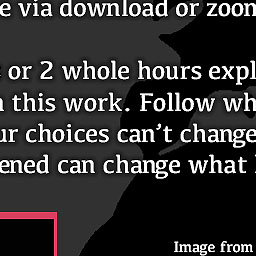 e via download or zoom
or 2 whole hours expl
this work. Follow wh
ur choices can't change
ened can change what
Image from